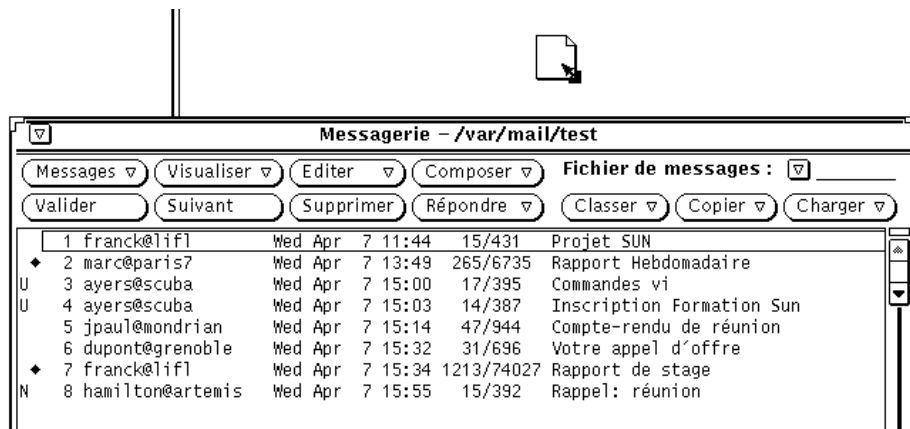 Messagerie – /var/mail/test
Messages Visualiser Editer Composer Fichier de messages :
Valider Suivant Supprimer Répondre Classer Copier Charger
1 franck@lifl Wed Apr 7 11:44 15/431 Projet SUN
2 marc@paris7 Wed Apr 7 13:49 265/6735 Rapport Hebdomadaire
U 3 ayers@scuba Wed Apr 7 15:00 17/395 Commandes vi
U 4 ayers@scuba Wed Apr 7 15:03 14/387 Inscription Formation Sun
5 jpaul@mondrian Wed Apr 7 15:14 47/944 Compte-rendu de réunion
6 dupont@grenoble Wed Apr 7 15:32 31/696 Votre appel d´offre
7 franck@lifl Wed Apr 7 15:34 1213/74027 Rapport de stage
N 8 hamilton@artemis Wed Apr 7 15:55 15/392 Rappel: réunion